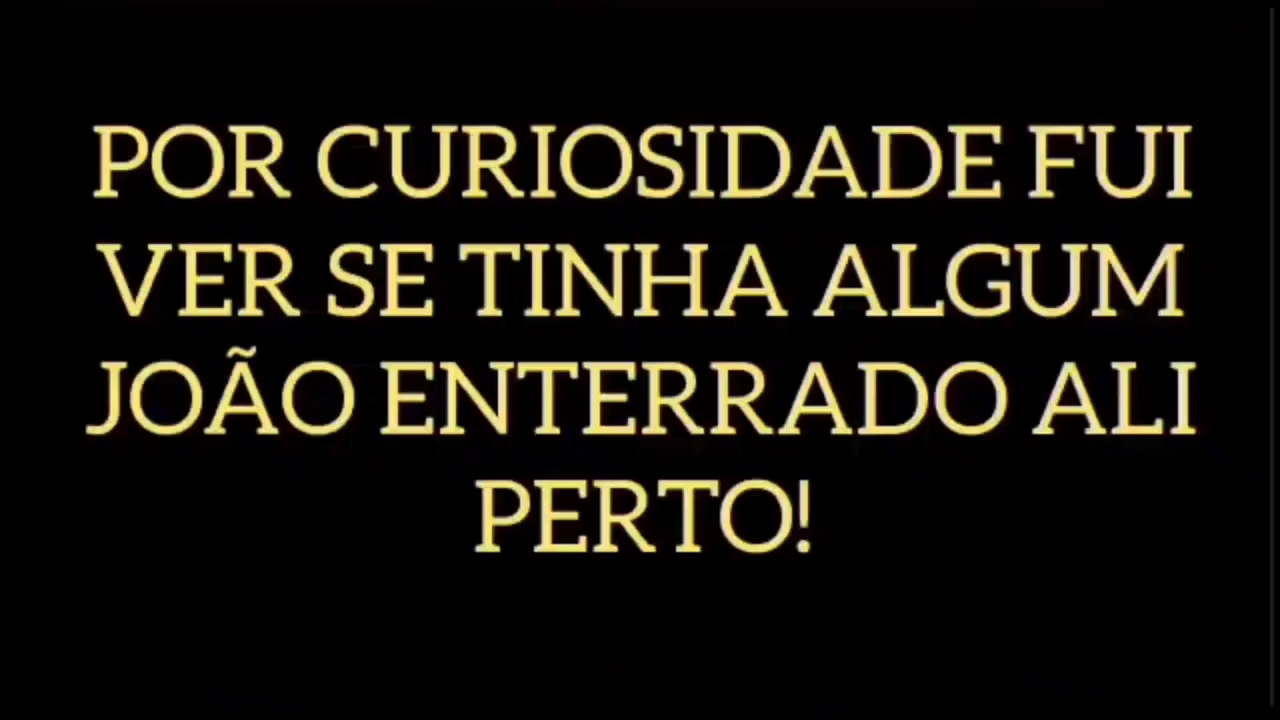 POR CURIOSIDADE FUI
VER SE TINHA ALGUM
JOÃO ENTERRADO ALI
PERTO!